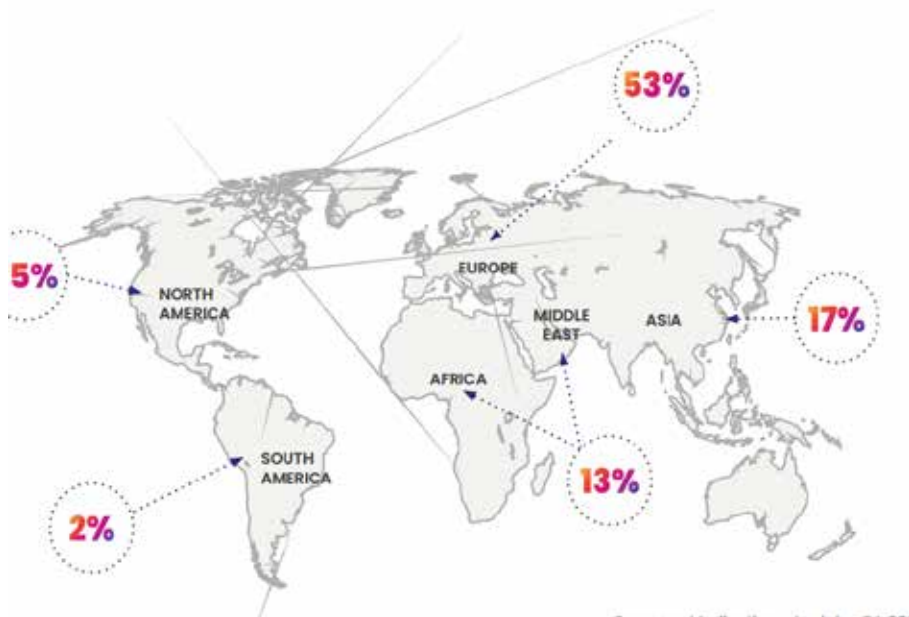 53%
5%
EUROPE
NORTH
AMERICA
MIDDLE
EAST
ASIA
17%
AFRICA
SOUTH
AMERICA
13%
2%